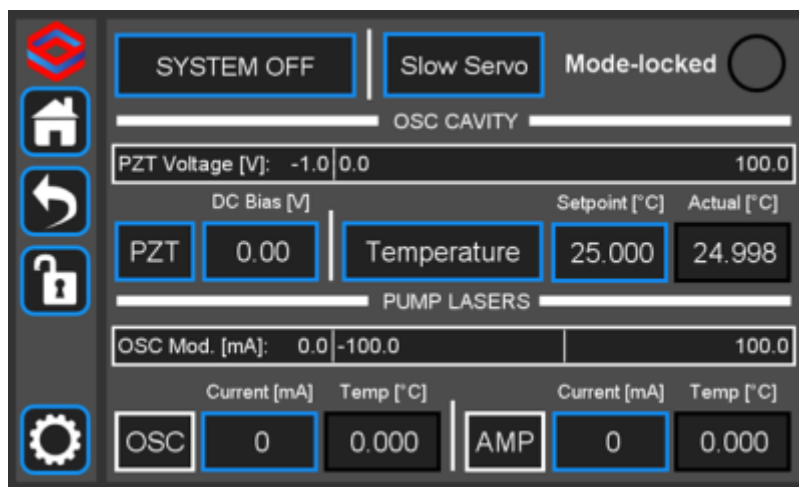 SYSTEM OFF Slow Servo Mode-locked
OSC CAVITY
PZT Voltage [V]: -1.0 0.0 100.0
DC Bias [V] Setpoint [°C] Actual [°C]
PZT 0.00 Temperature 25.000 24.998
PUMP LASERS
OSC Mod. [mA]: 0.0 -100.0 100.0
Current [mA] Temp [°C] Current [mA] Temp [°C]
OSC 0 0.000 AMP 0 0.000